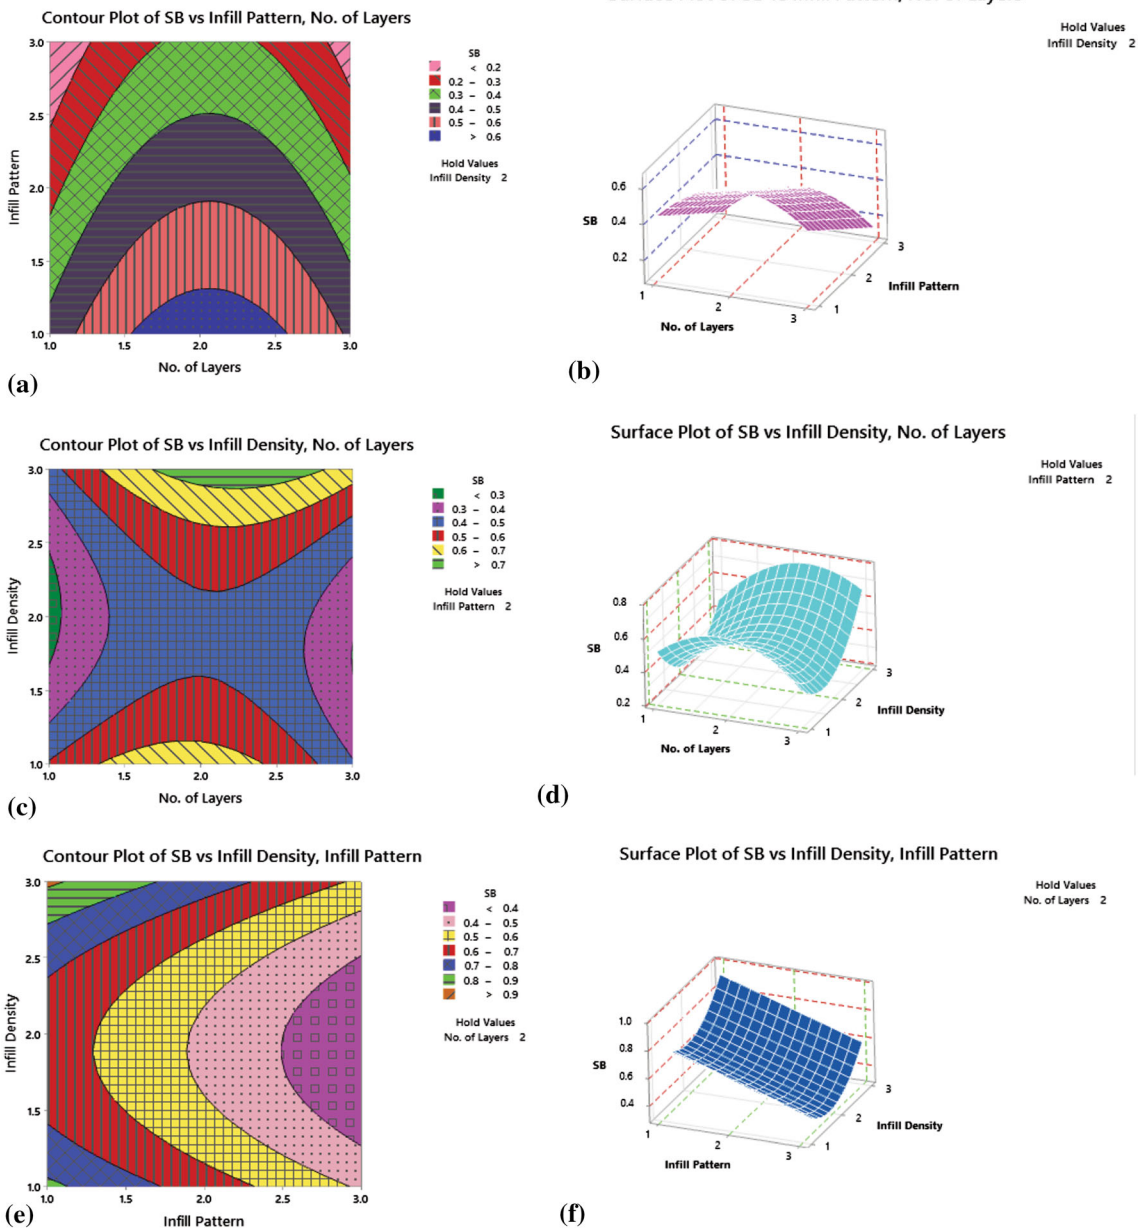 Contour Plot of SB vs Infill Pattern, No. of Layers
3.0
2.5
2.0
1.5
1.0
Infill Pattern
1.0 1.5 2.0 2.5 3.0
No. of Layers
SB
< 0.2
0.2 – 0.3
0.3 – 0.4
0.4 – 0.5
0.5 – 0.6
> 0.6
Hold Values
Infill Density 2
(a)
Hold Values
Infill Density 2
0.6
0.4
0.2
SB
1 2 3
No. of Layers
1 2 3
Infill Pattern
(b)
Contour Plot of SB vs Infill Density, No. of Layers
3.0
2.5
2.0
1.5
1.0
Infill Density
1.0 1.5 2.0 2.5 3.0
No. of Layers
SB
< 0.3
0.3 – 0.4
0.4 – 0.5
0.5 – 0.6
0.6 – 0.7
> 0.7
Hold Values
Infill Pattern 2
(c)
Surface Plot of SB vs Infill Density, No. of Layers
Hold Values
Infill Pattern 2
0.8
0.6
0.4
0.2
SB
1 2 3
No. of Layers
1 2 3
Infill Density
(d)
Contour Plot of SB vs Infill Density, Infill Pattern
3.0
2.5
2.0
1.5
1.0
Infill Density
1.0 1.5 2.0 2.5 3.0
Infill Pattern
SB
< 0.4
0.4 – 0.5
0.5 – 0.6
0.6 – 0.7
0.7 – 0.8
0.8 – 0.9
> 0.9
Hold Values
No. of Layers 2
(e)
Surface Plot of SB vs Infill Density, Infill Pattern
Hold Values
No. of Layers 2
1.0
0.8
0.6
0.4
SB
1 2 3
Infill Pattern
1 2 3
Infill Density
(f)